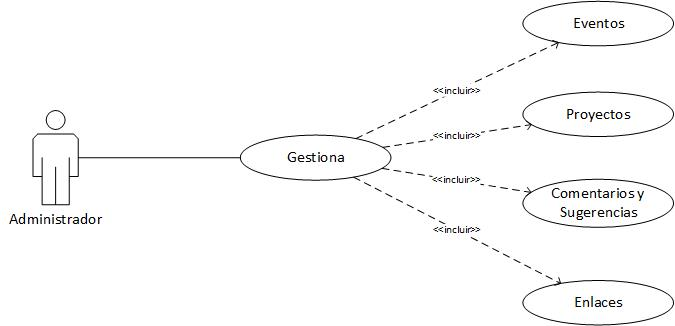 Eventos
<<incluir>>
Proyectos
<<incluir>>
Gestiona
<<incluir>>
Comentarios y
Sugerencias
Administrador
<<incluir>>
Enlaces